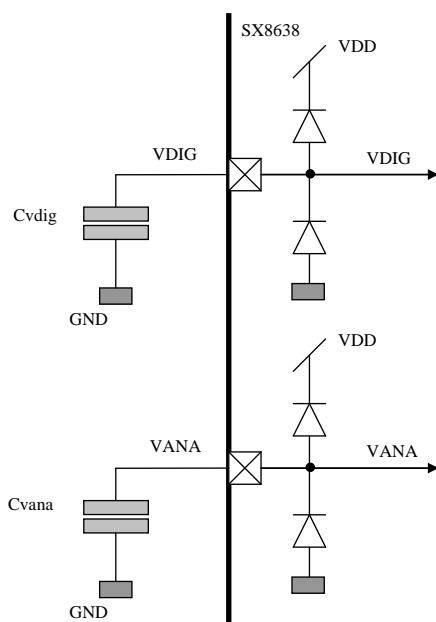 SX8638
VDD
VDIG
VDIG
Cvdig
GND
VDD
VANA
VANA
Cvana
GND